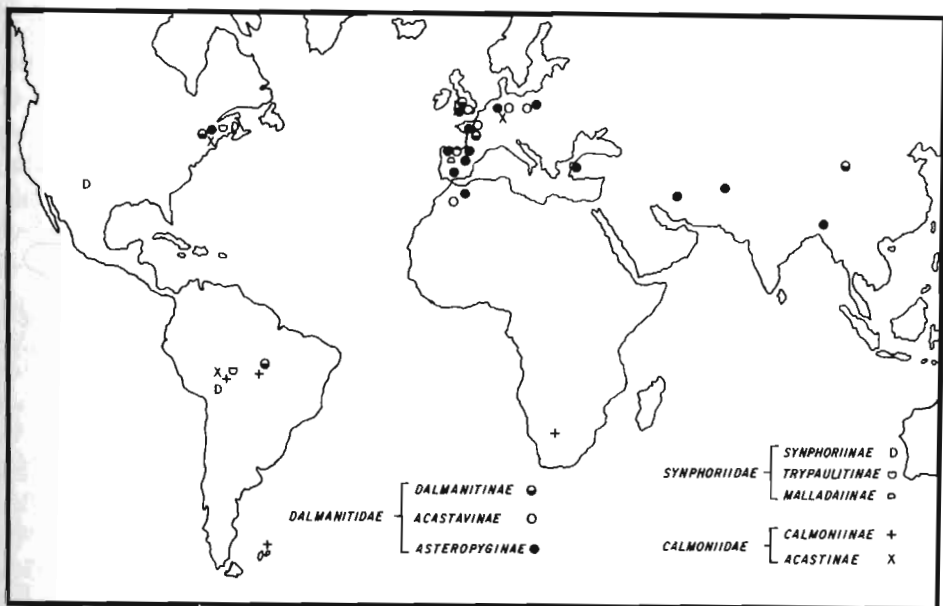 DALMANITIDAE
DALMANITINAE
ACASTAVINAE
ASTEROPYGINAE
SYNPHORIIDAE
SYNPHORIINAE
TRYPAULITINAE
MALLADAIINAE
CALMONIIDAE
CALMONIINAE
ACASTINAE